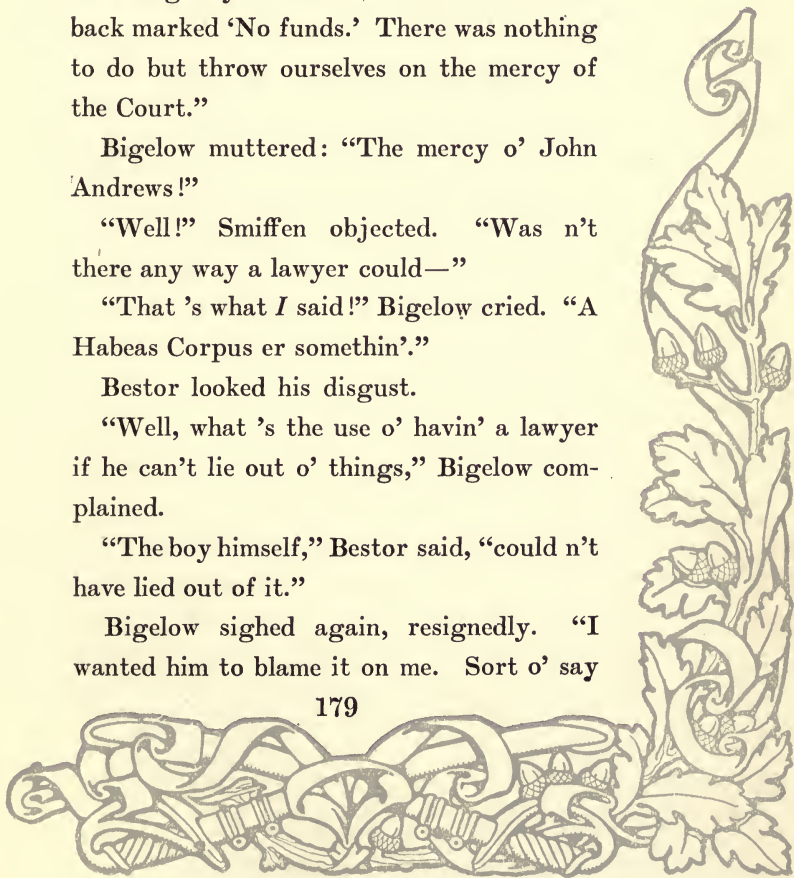 back marked ‘No funds.’ There was nothing
to do but throw ourselves on the mercy of
the Court.”
Bigelow muttered: “The mercy o’ John
Andrews!”
“Well!” Smiffen objected. “Was n’t
there any way a lawyer could—”
“That ’s what I said!” Bigelow cried. “A
Habeas Corpus er somethin’.”
Bestor looked his disgust.
“Well, what ’s the use o’ havin’ a lawyer
if he can’t lie out o’ things,” Bigelow com-
plained.
“The boy himself,” Bestor said, “could n’t
have lied out of it.”
Bigelow sighed again, resignedly. “I
wanted him to blame it on me. Sort o’ say
179